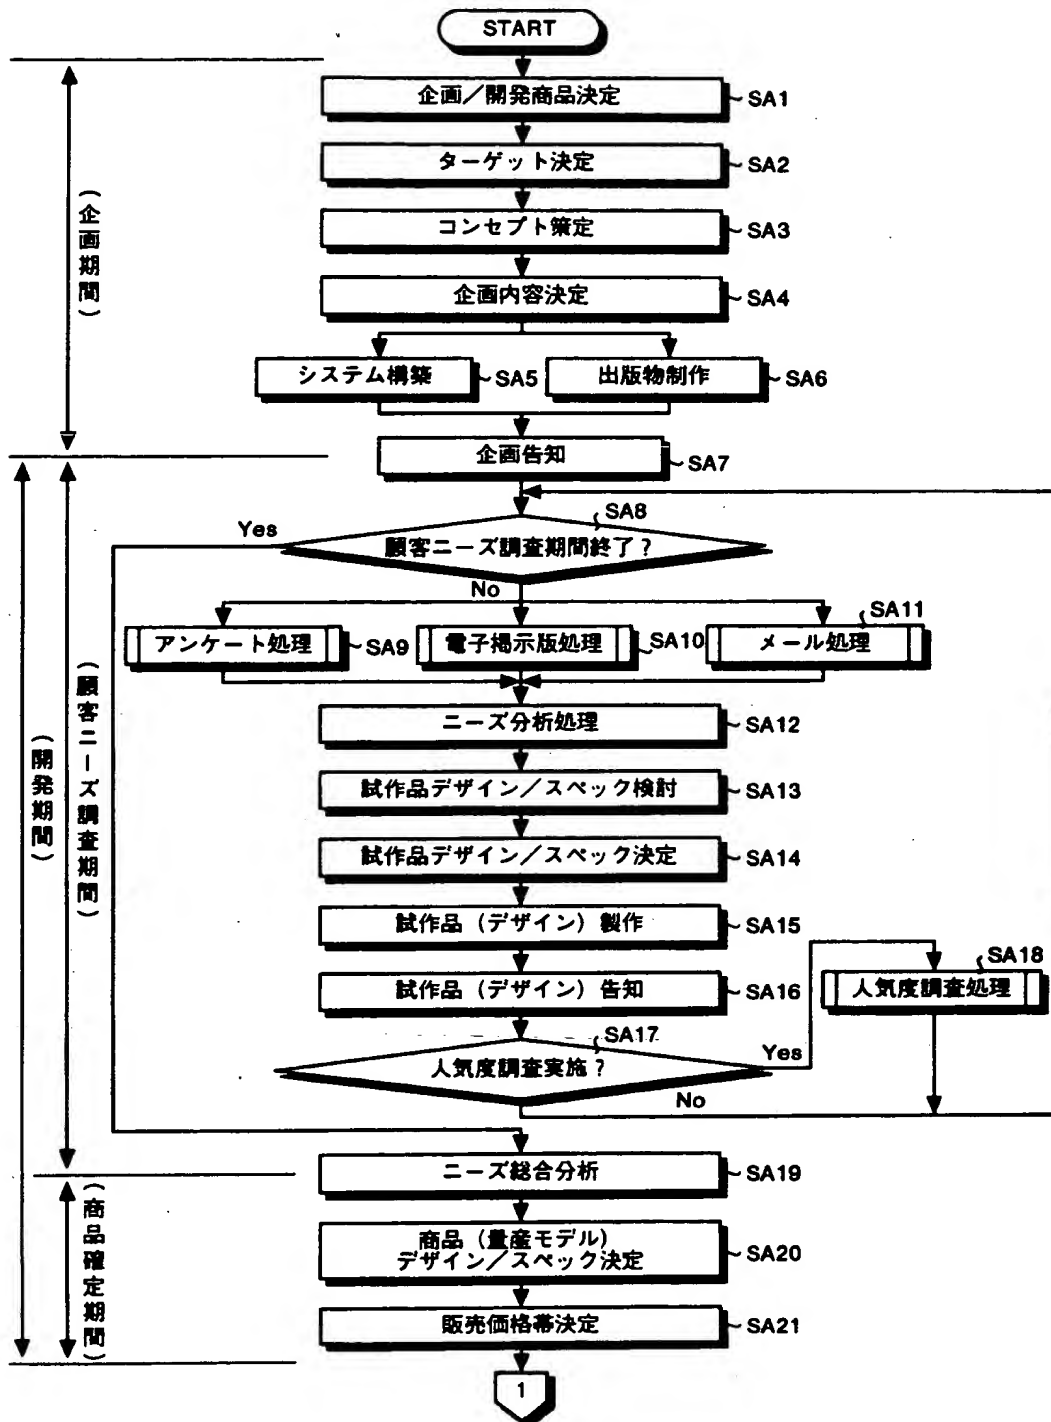 START
企画／開発商品決定
SA1
ターゲット決定
SA2
コンセプト策定
SA3
企画内容決定
SA4
システム構築
SA5
出版物制作
SA6
企画告知
SA7
(企画期間)
SA8
Yes
顧客ニーズ調査期間終了？
No
アンケート処理
SA9
電子掲示版処理
SA10
メール処理
SA11
ニーズ分析処理
SA12
試作品デザイン／スペック検討
SA13
試作品デザイン／スペック決定
SA14
試作品（デザイン）製作
SA15
試作品（デザイン）告知
SA16
SA17
人気度調査実施？
Yes
No
SA18
人気度調査処理
(開発期間)
(顧客ニーズ調査期間)
ニーズ総合分析
SA19
商品（量産モデル）
デザイン／スペック決定
SA20
販売価格帯決定
SA21
(商品確定期間)
1